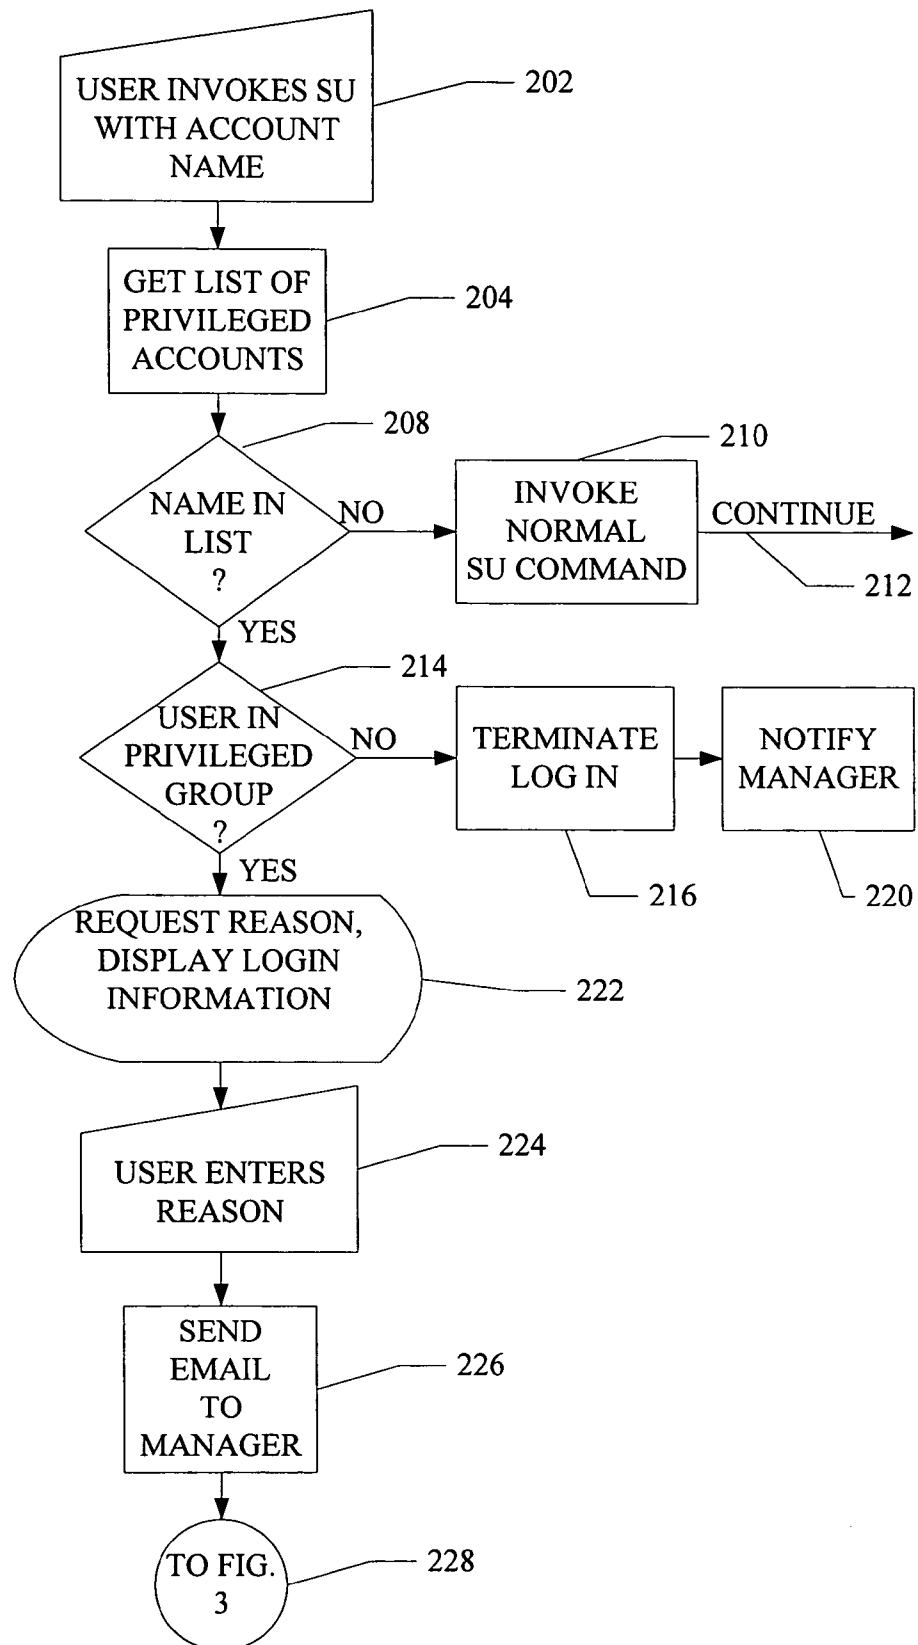 USER INVOKES SU
WITH ACCOUNT
NAME
202
GET LIST OF
PRIVILEGED
ACCOUNTS
204
208
NAME IN
LIST
?
NO
210
INVOKE
NORMAL
SU COMMAND
CONTINUE
212
YES
214
USER IN
PRIVILEGED
GROUP
?
NO
TERMINATE
LOG IN
216
NOTIFY
MANAGER
220
YES
REQUEST REASON,
DISPLAY LOGIN
INFORMATION
222
USER ENTERS
REASON
224
SEND
EMAIL
TO
MANAGER
226
TO FIG.
3
228